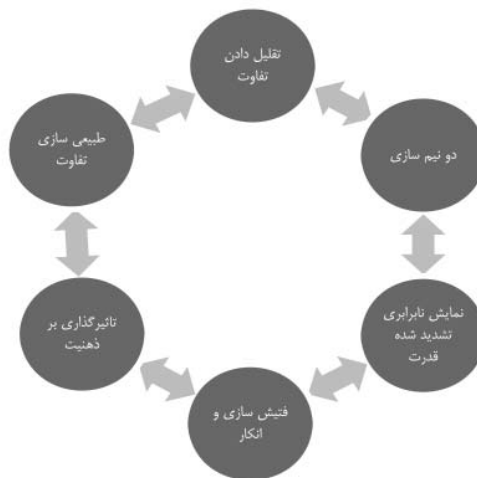 تقلیل دادن
تفاوت
دو نیم سازی
نمایش نابرابری
تشدید شده
قدرت
فتیش سازی و
انکار
تاثیرگذاری بر
ذهنیت
طبیعی سازی
تفاوت